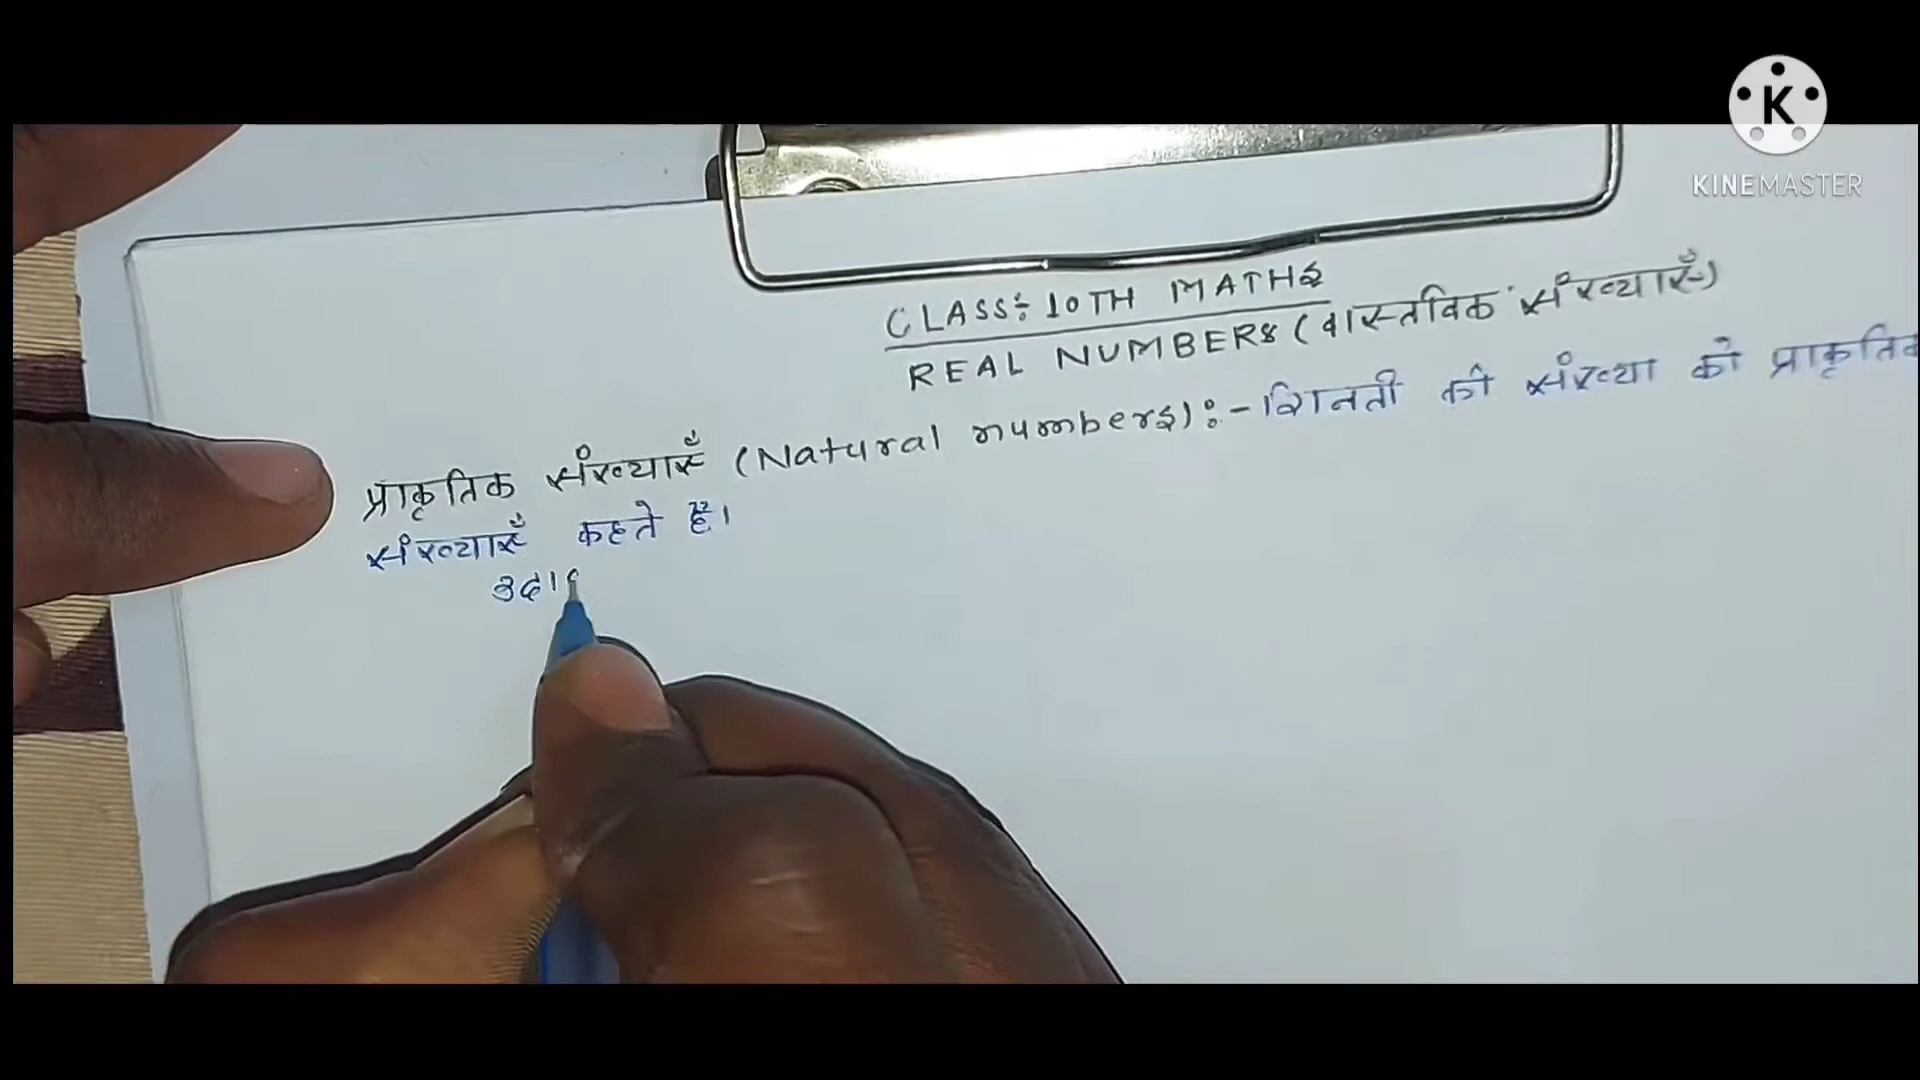 KINEMASTER
CLASS:- 10TH MATHS
REAL NUMBERS (वास्तविक संख्याएँ)
प्राकृतिक संख्याएँ (Natural numbers):- गिनती की संख्या को प्राकृतिक
संख्याएँ कहते हैं।
उदा